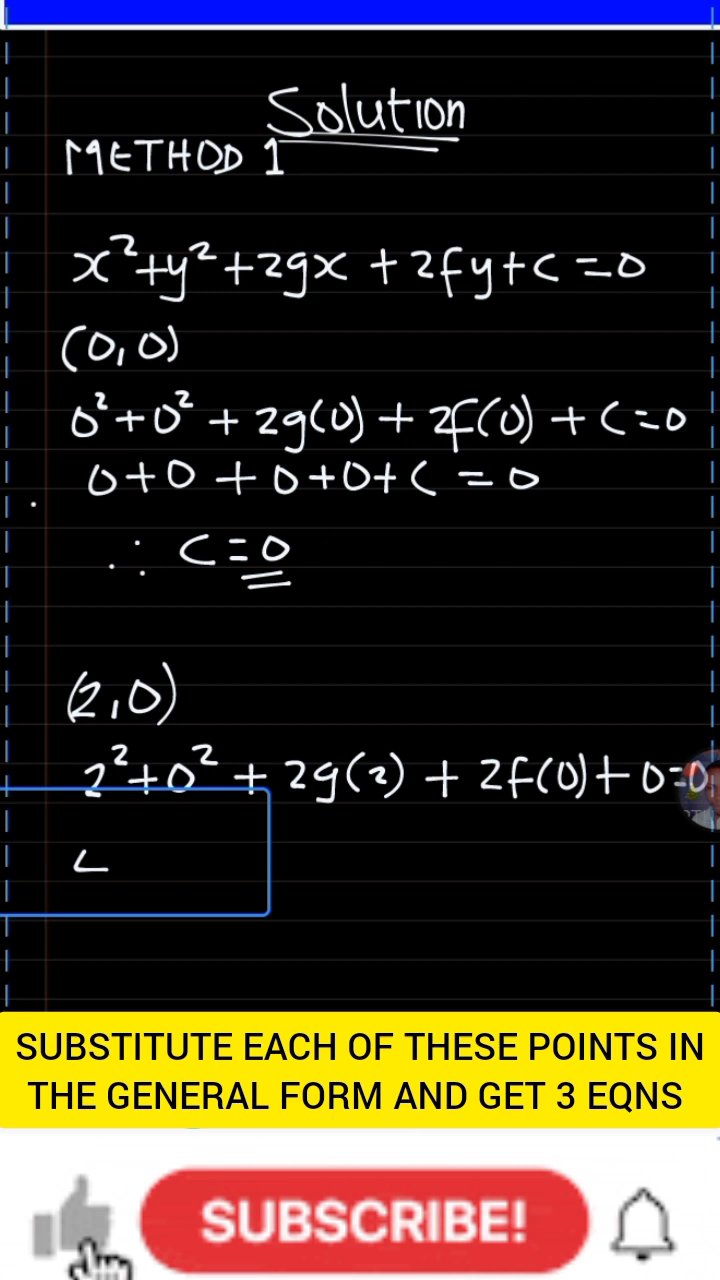 Solution
METHOD 1
x²+y²+2gx+2fy+c=0
(0,0)
0²+0²+2g(0)+2f(0)+c=0
0+0+0+0+c=0
∴ c=0
(2,0)
2²+0²+2g(2)+2f(0)+0=0
SUBSTITUTE EACH OF THESE POINTS IN
THE GENERAL FORM AND GET 3 EQNS
SUBSCRIBE!